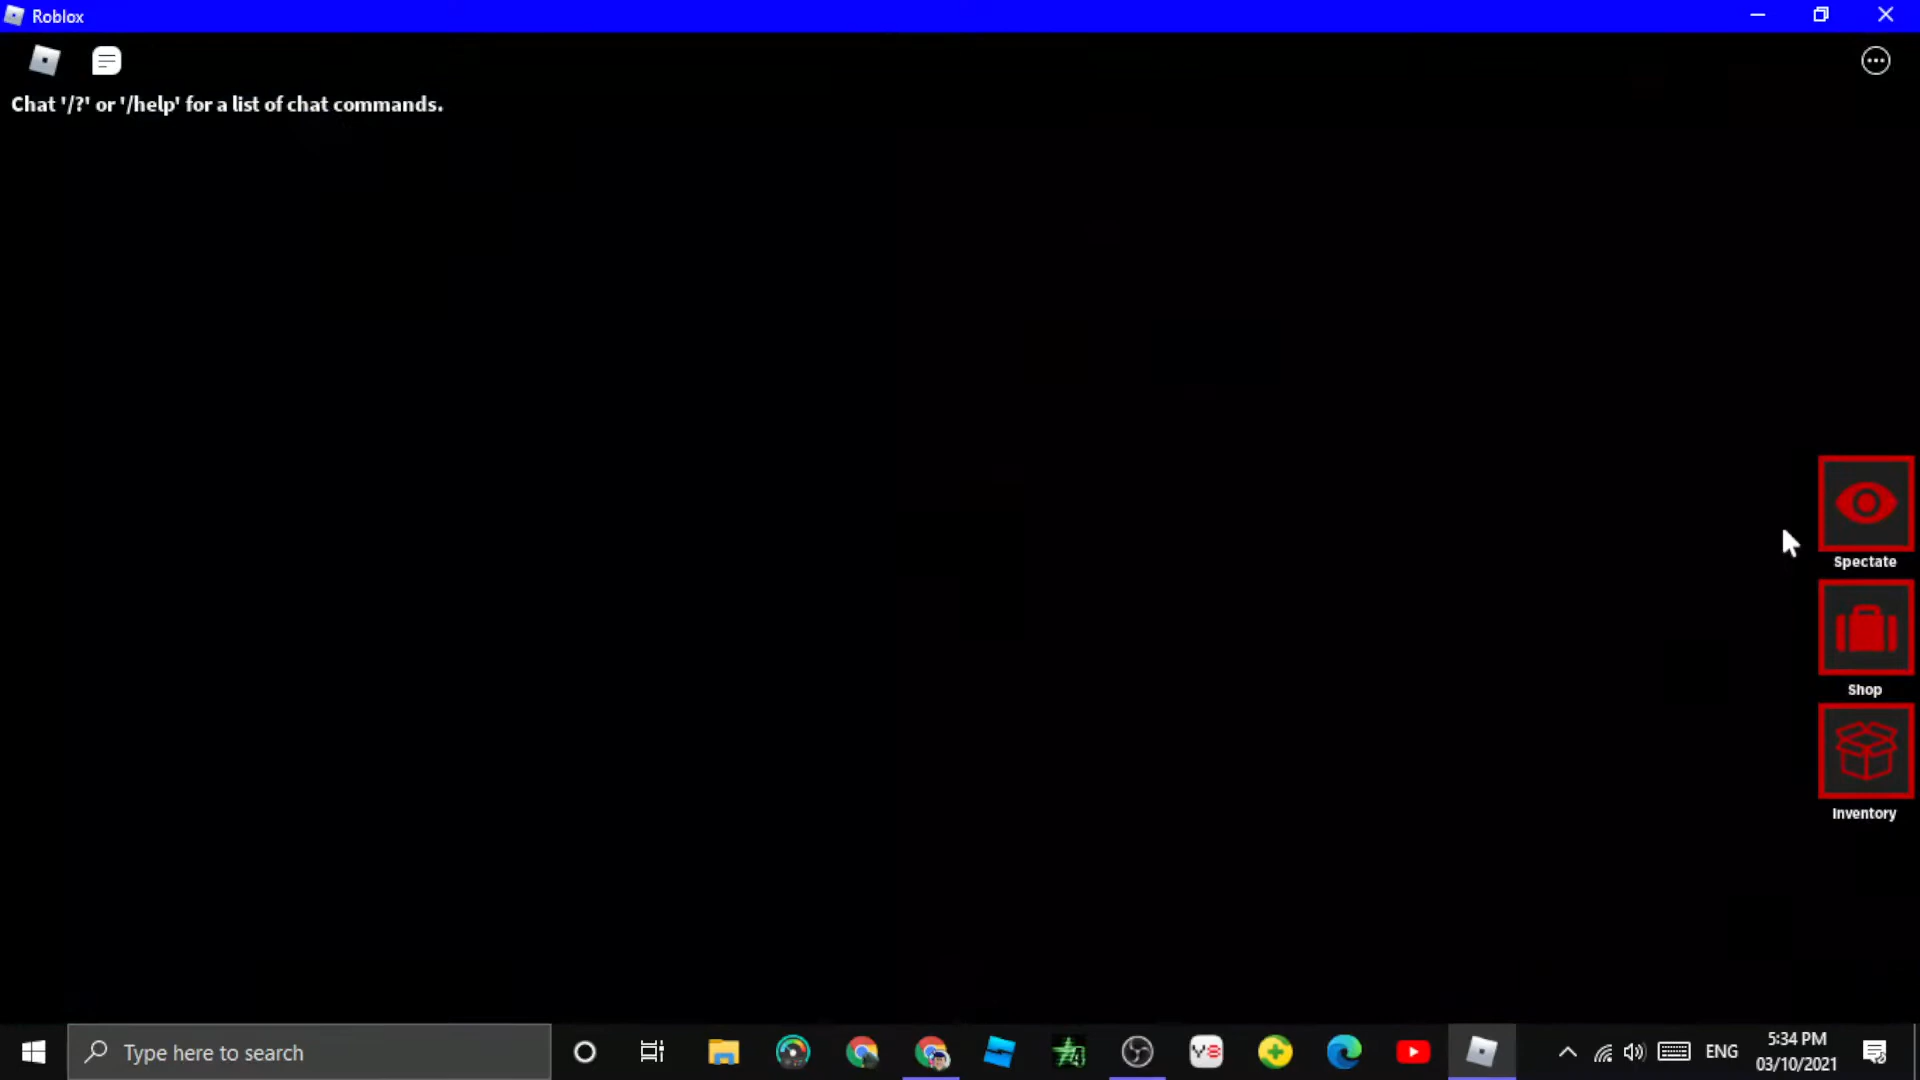 Roblox
Chat '/?' or '/help' for a list of chat commands.
Spectate
Shop
Inventory
Type here to search
Y8
ENG
5:34 PM
03/10/2021